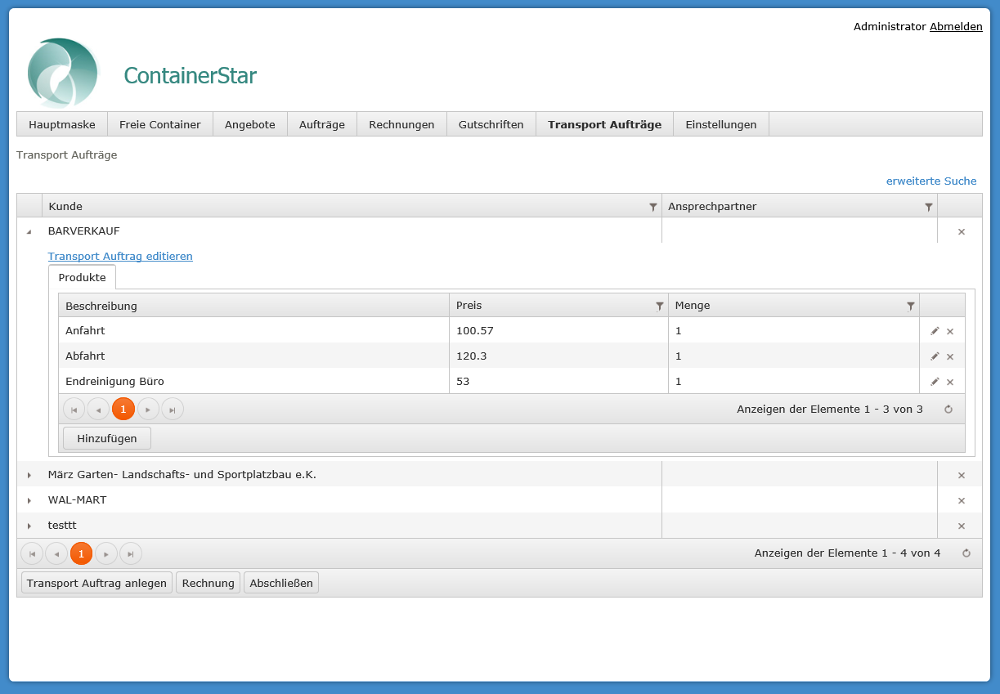 Administrator Abmelden
ContainerStar
Hauptmaske Freie Container Angebote Aufträge Rechnungen Gutschriften Transport Aufträge Einstellungen
Transport Aufträge
erweiterte Suche
Kunde Ansprechpartner
BARVERKAUF
Transport Auftrag editieren
Produkte
Beschreibung Preis Menge
Anfahrt 100.57 1
Abfahrt 120.3 1
Endreinigung Büro 53 1
1 Anzeigen der Elemente 1 - 3 von 3
Hinzufügen
März Garten- Landschafts- und Sportplatzbau e.K.
WAL-MART
testtt
1 Anzeigen der Elemente 1 - 4 von 4
Transport Auftrag anlegen Rechnung Abschließen